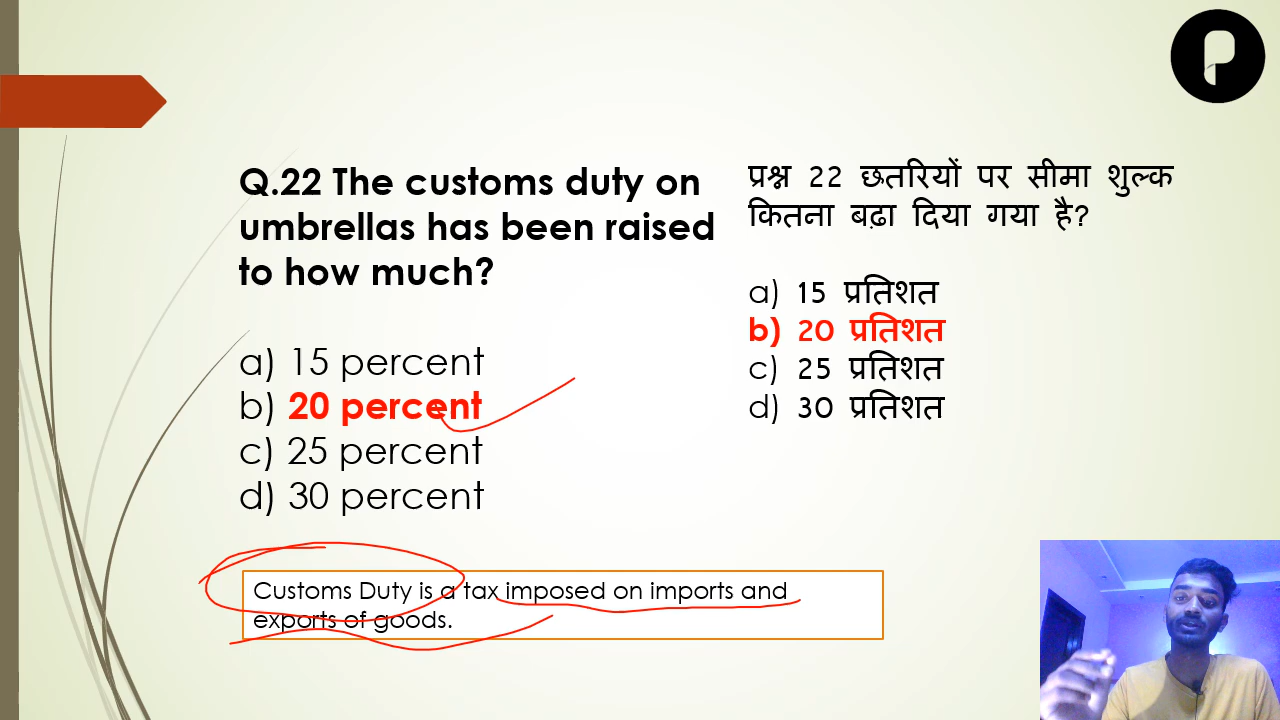 Q.22 The customs duty on
umbrellas has been raised
to how much?
a) 15 percent
b) 20 percent
c) 25 percent
d) 30 percent
प्रश्न 22 छतरियों पर सीमा शुल्क
कितना बढ़ा दिया गया है?
a) 15 प्रतिशत
b) 20 प्रतिशत
c) 25 प्रतिशत
d) 30 प्रतिशत
Customs Duty is a tax imposed on imports and
exports of goods.
P